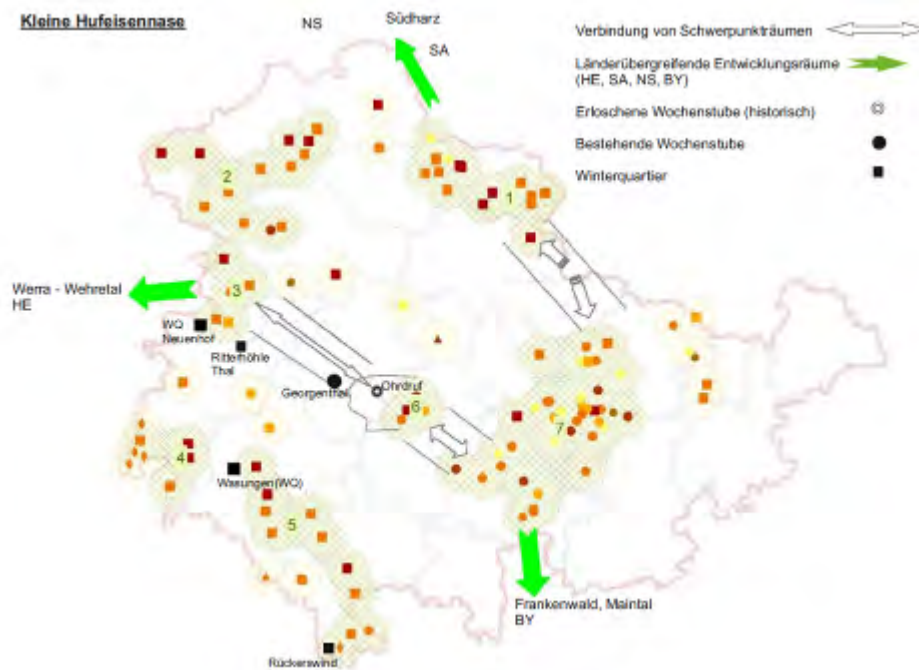 Kleine Hufeisennase
NS
Südharz
SA
Verbindung von Schwerpunkträumen
Länderübergreifende Entwicklungsräume
(HE, SA, NS, BY)
Erloschene Wochenstube (historisch)
Bestehende Wochenstube
Winterquartier
2
1
Werra - Wehretal
HE
3
WQ
Neuenhof
Ritterhöhle
Thal
Georgenthal
Ohrdruf
6
7
4
Wasungen(WQ)
5
Frankenwald, Maintal
BY
Rückerswind